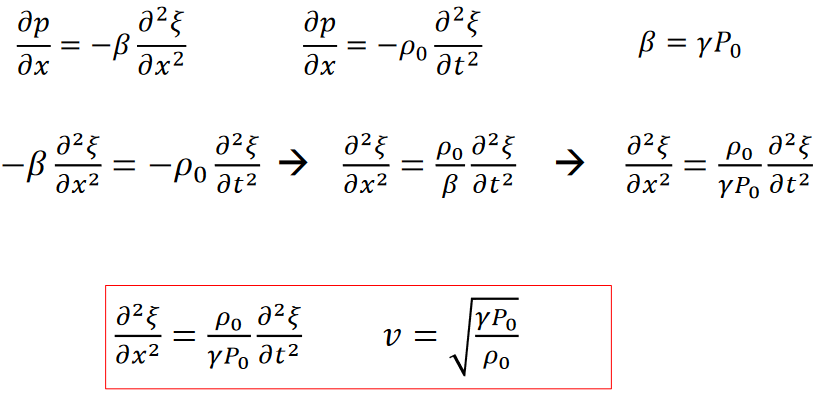 ∂p/∂x = −β ∂²ξ/∂x² ∂p/∂x = −ρ₀ ∂²ξ/∂t² β = γP₀
−β ∂²ξ/∂x² = −ρ₀ ∂²ξ/∂t² → ∂²ξ/∂x² = ρ₀/β ∂²ξ/∂t² → ∂²ξ/∂x² = ρ₀/γP₀ ∂²ξ/∂t²
∂²ξ/∂x² = ρ₀/γP₀ ∂²ξ/∂t² v = √(γP₀/ρ₀)